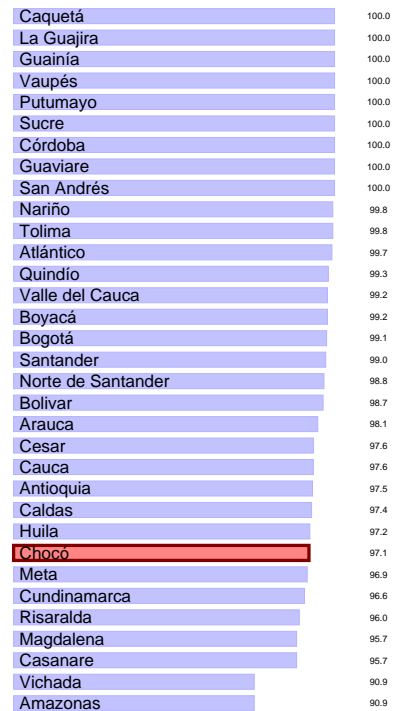 Caquetá 100.0
La Guajira 100.0
Guainía 100.0
Vaupés 100.0
Putumayo 100.0
Sucre 100.0
Córdoba 100.0
Guaviare 100.0
San Andrés 100.0
Nariño 99.8
Tolima 99.8
Atlántico 99.7
Quindío 99.3
Valle del Cauca 99.2
Boyacá 99.2
Bogotá 99.1
Santander 99.0
Norte de Santander 98.8
Bolivar 98.7
Arauca 98.1
Cesar 97.6
Cauca 97.6
Antioquia 97.5
Caldas 97.4
Huila 97.2
Chocó 97.1
Meta 96.9
Cundinamarca 96.6
Risaralda 96.0
Magdalena 95.7
Casanare 95.7
Vichada 90.9
Amazonas 90.9